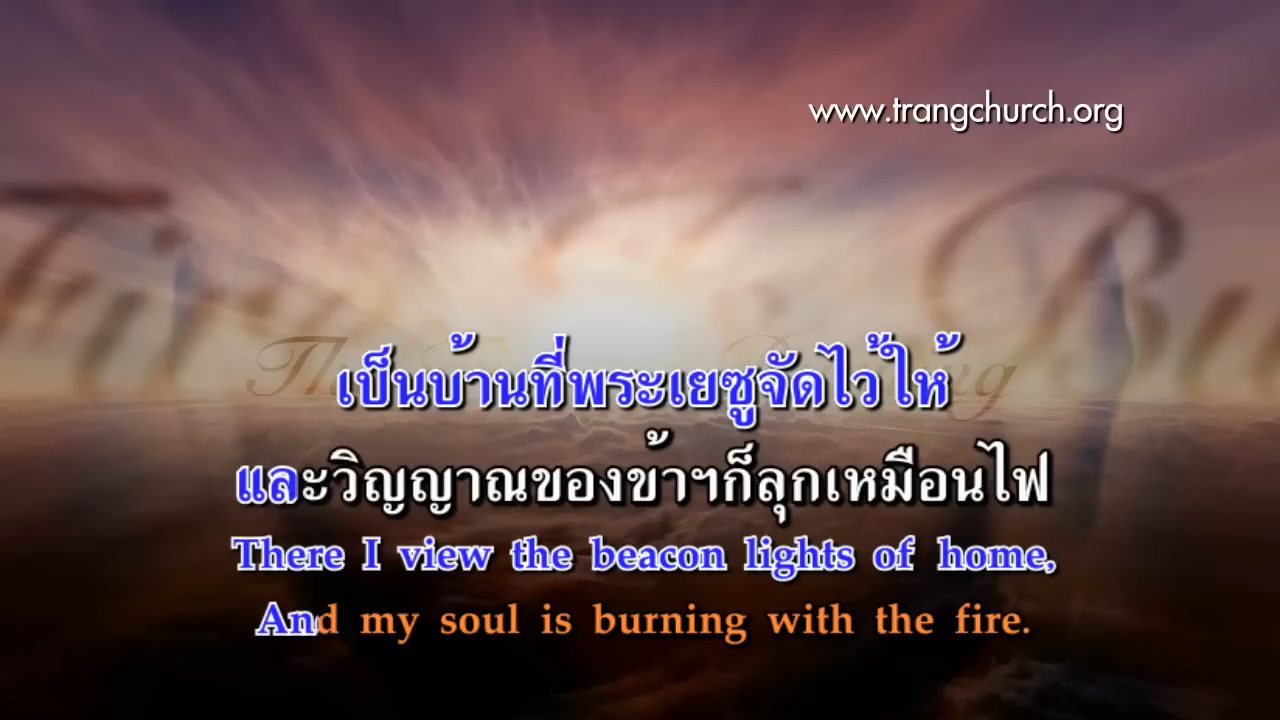 www.trangchurch.org
เป็นบ้านที่พระเยซูจัดไว้ให้
และวิญญาณของข้าฯก็ลุกเหมือนไฟ
There I view the beacon lights of home,
And my soul is burning with the fire.